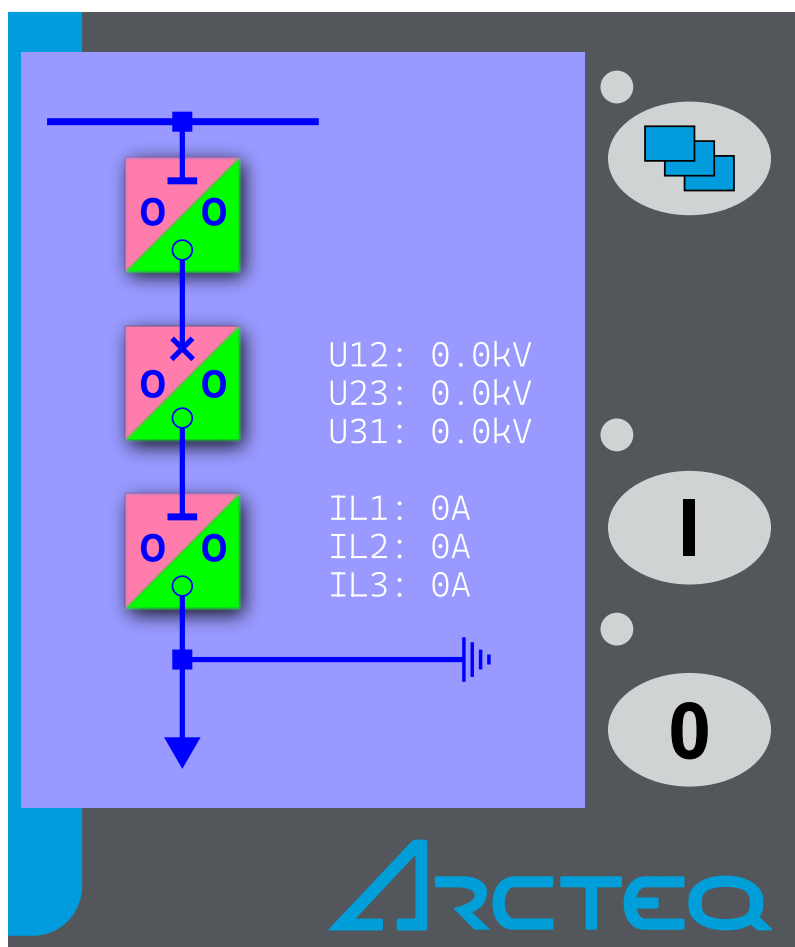 O O
O O
U12: 0.0kV
U23: 0.0kV
U31: 0.0kV
IL1: 0A
IL2: 0A
O O
IL3: 0A
I
0
ARCTEQ